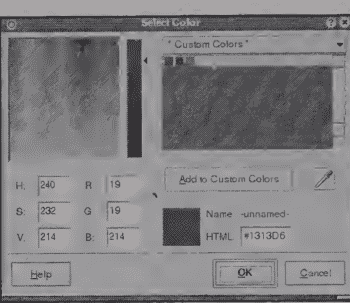 Select Color
* Custom Colors *
Add to Custom Colors
H: 240 R 19
S: 232 G 19
V. 214 B: 214
Name -unnamed-
HTML #1313D6
Help OK Cancel